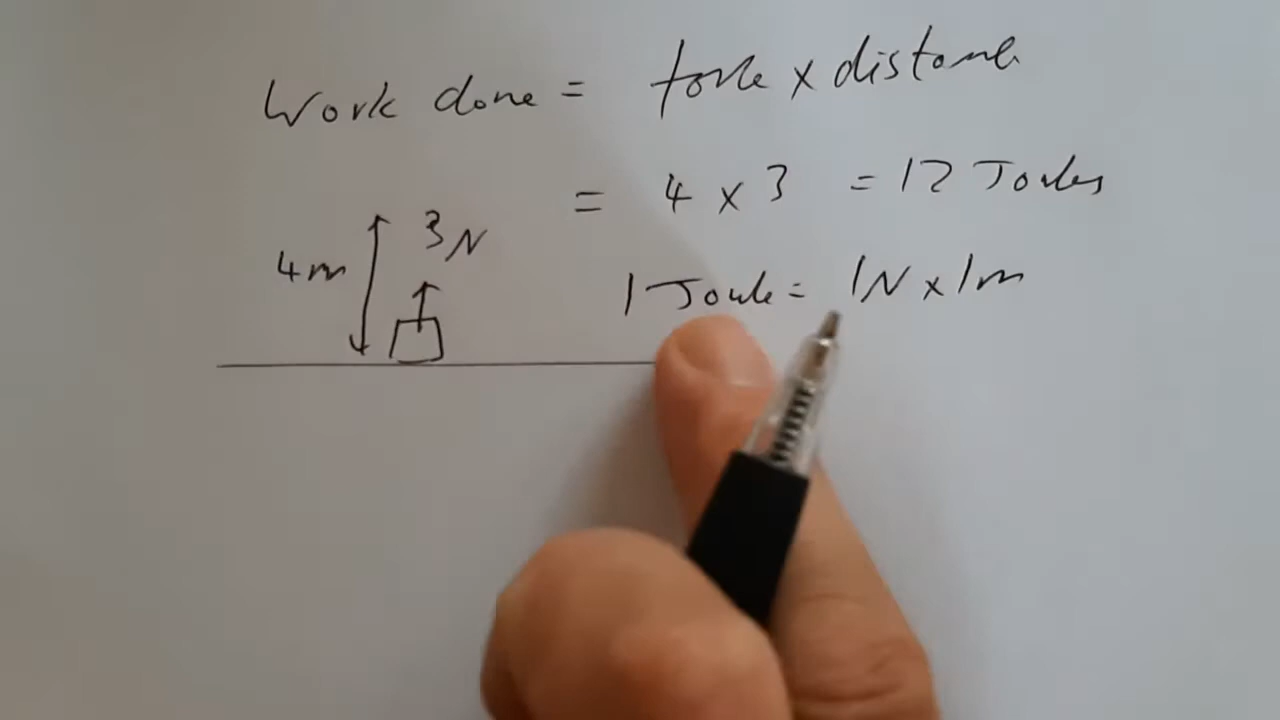 Work done = force x distance
= 4 x 3 = 12 Joules
3N
4m
1 Joule = 1N x 1m